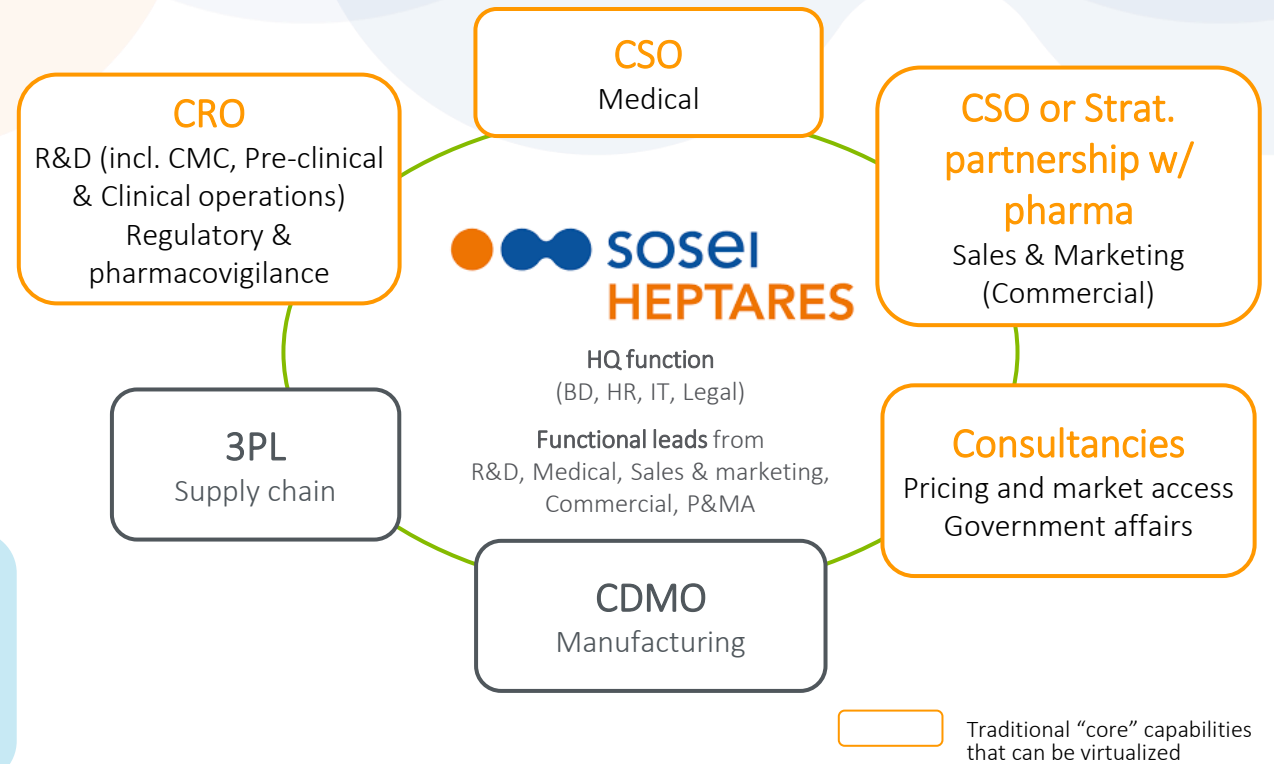 CSO
Medical
CRO
R&D (incl. CMC, Pre-clinical
& Clinical operations)
Regulatory &
pharmacovigilance
CSO or Strat.
partnership w/
pharma
Sales & Marketing
(Commercial)
sosei
HEPTARES
HQ function
(BD, HR, IT, Legal)
Functional leads from
R&D, Medical, Sales & marketing,
Commercial, P&MA
3PL
Supply chain
Consultancies
Pricing and market access
Government affairs
CDMO
Manufacturing
Traditional “core” capabilities
that can be virtualized